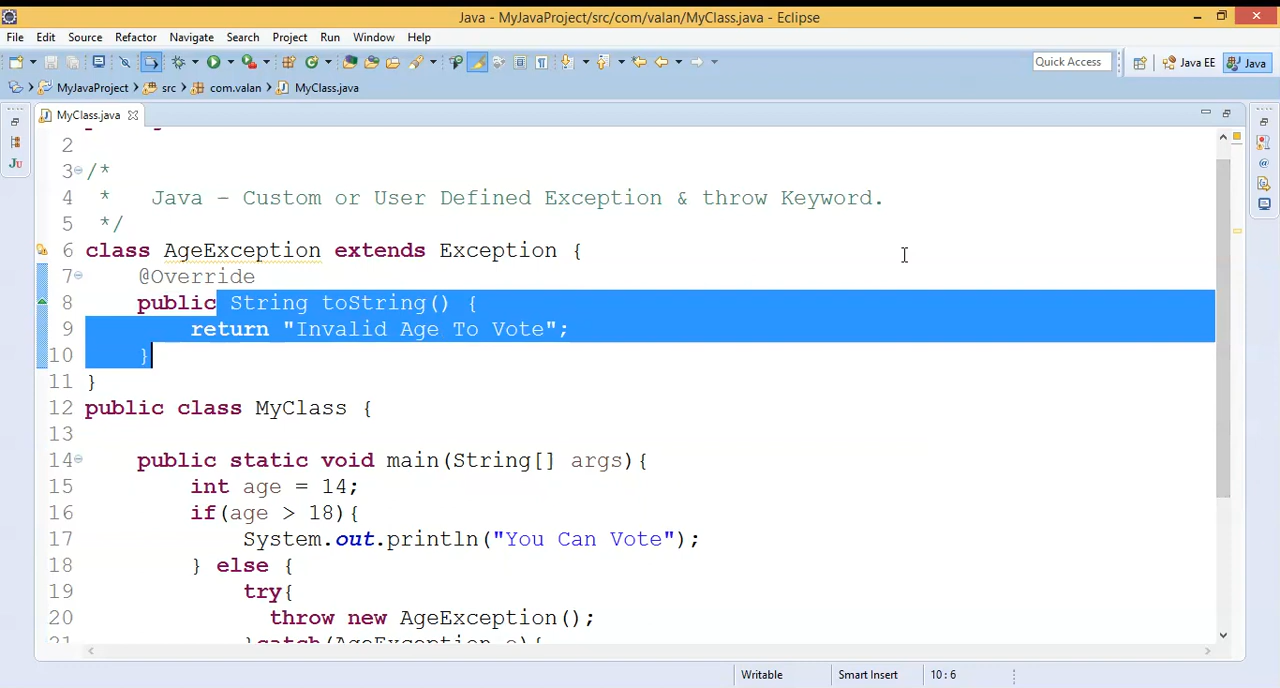 Java - MyJavaProject/src/com/valan/MyClass.java - Eclipse
File Edit Source Refactor Navigate Search Project Run Window Help
Quick Access Java EE Java
MyJavaProject src com.valan MyClass.java
MyClass.java
2
3 /*
4 * Java - Custom or User Defined Exception & throw Keyword.
5 */
6 class AgeException extends Exception {
7 @Override
8 public String toString() {
9 return "Invalid Age To Vote";
10 }
11 }
12 public class MyClass {
13
14 public static void main(String[] args){
15 int age = 14;
16 if(age > 18){
17 System.out.println("You Can Vote");
18 } else {
19 try{
20 throw new AgeException();
21 }catch(AgeException e){
Writable Smart Insert 10 : 6